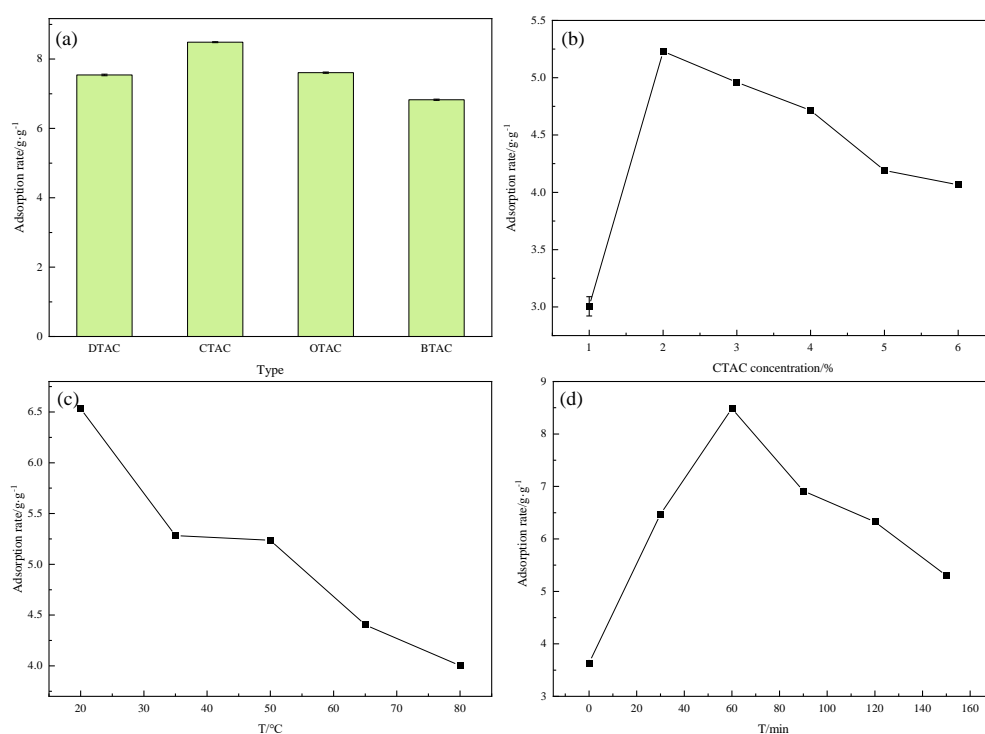 (a)
Adsorption rate/g·g⁻¹
8
6
4
2
0
DTAC CTAC OTAC BTAC
Type
(b)
Adsorption rate/g·g⁻¹
5.5
5.0
4.5
4.0
3.5
3.0
1 2 3 4 5 6
CTAC concentration/%
(c)
Adsorption rate/g·g⁻¹
6.5
6.0
5.5
5.0
4.5
4.0
20 30 40 50 60 70 80
T/°C
(d)
Adsorption rate/g·g⁻¹
9
8
7
6
5
4
3
0 20 40 60 80 100 120 140 160
T/min